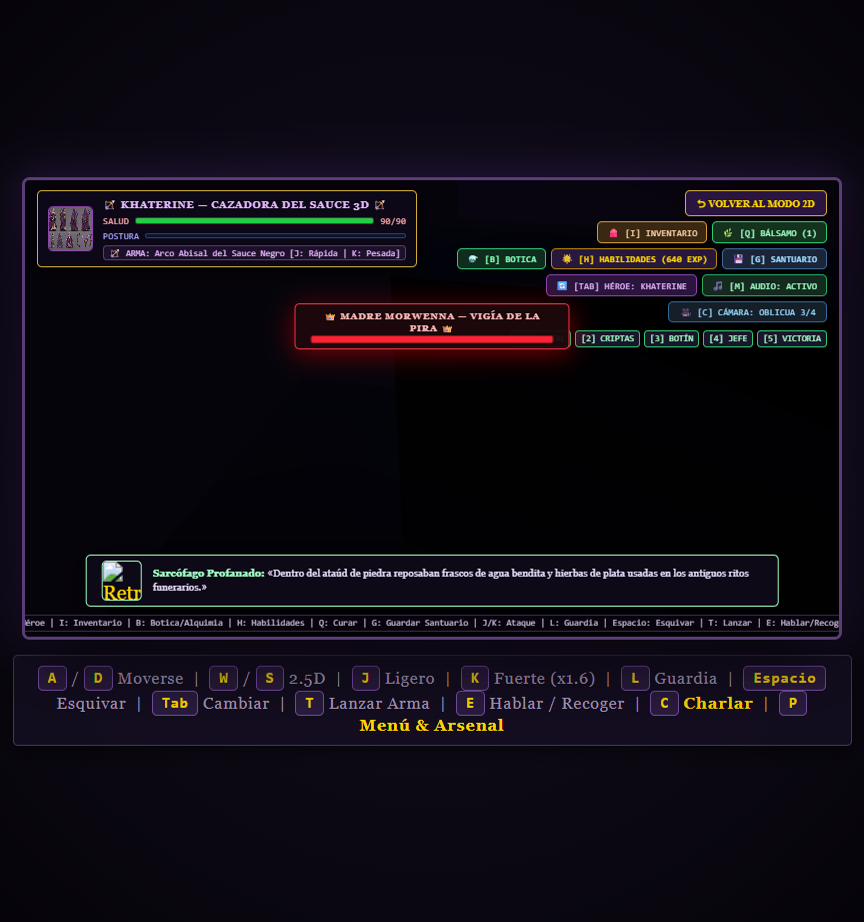 KHATERINE — CAZADORA DEL SAUCE 3D
SALUD 90/90
POSTURA
ARMA: Arco Abisal del Sauce Negro [J: Rápida | K: Pesada]
VOLVER AL MODO 2D
[I] INVENTARIO
[Q] BÁLSAMO (1)
[B] BOTICA
[H] HABILIDADES (640 EXP)
[G] SANTUARIO
[TAB] HÉROE: KHATERINE
[M] AUDIO: ACTIVO
[C] CÁMARA: OBLICUA 3/4
MADRE MORWENNA — VIGÍA DE LA
PIRA
[2] CRIPTAS
[3] BOTÍN
[4] JEFE
[5] VICTORIA
Retr
Sarcófago Profanado: «Dentro del ataúd de piedra reposaban frascos de agua bendita y hierbas de plata usadas en los antiguos ritos
funerarios.»
éroe | I: Inventario | B: Botica/Alquimia | H: Habilidades | Q: Curar | G: Guardar Santuario | J/K: Ataque | L: Guardia | Espacio: Esquivar | T: Lanzar | E: Hablar/Recog
A / D Moverse | W / S 2.5D | J Ligero | K Fuerte (x1.6) | L Guardia | Espacio
Esquivar | Tab Cambiar | T Lanzar Arma | E Hablar / Recoger | C Charlar | P
Menú & Arsenal